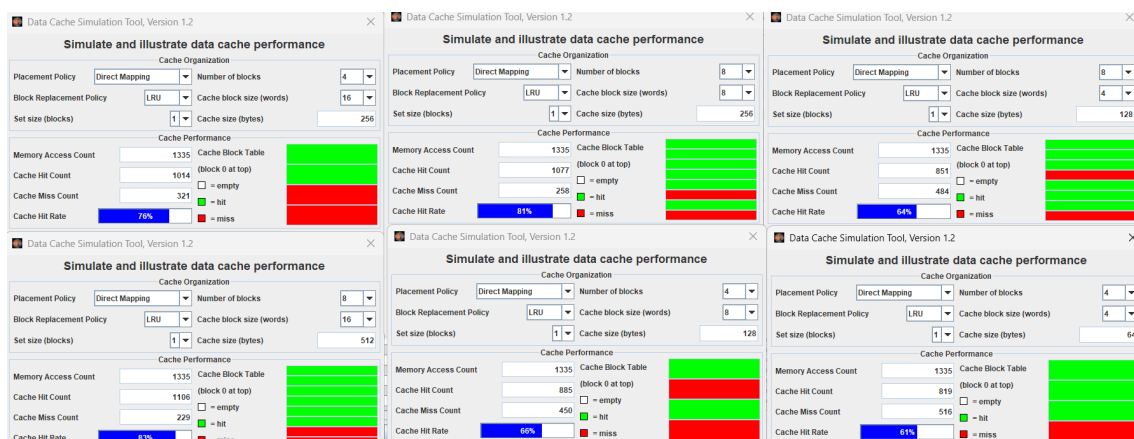 Data Cache Simulation Tool, Version 1.2
Simulate and illustrate data cache performance
Cache Organization
Placement Policy Direct Mapping Number of blocks 4
Block Replacement Policy LRU Cache block size (words) 16
Set size (blocks) 1 Cache size (bytes) 256
Cache Performance
Memory Access Count 1335 Cache Block Table
Cache Hit Count 1014 (block 0 at top)
= empty
Cache Miss Count 321 = hit
Cache Hit Rate 76% = miss
Data Cache Simulation Tool, Version 1.2
Simulate and illustrate data cache performance
Cache Organization
Placement Policy Direct Mapping Number of blocks 8
Block Replacement Policy LRU Cache block size (words) 8
Set size (blocks) 1 Cache size (bytes) 256
Cache Performance
Memory Access Count 1335 Cache Block Table
Cache Hit Count 1077 (block 0 at top)
= empty
Cache Miss Count 258 = hit
Cache Hit Rate 81% = miss
Data Cache Simulation Tool, Version 1.2
Simulate and illustrate data cache performance
Cache Organization
Placement Policy Direct Mapping Number of blocks 8
Block Replacement Policy LRU Cache block size (words) 4
Set size (blocks) 1 Cache size (bytes) 128
Cache Performance
Memory Access Count 1335 Cache Block Table
Cache Hit Count 851 (block 0 at top)
= empty
Cache Miss Count 484 = hit
Cache Hit Rate 64% = miss
Data Cache Simulation Tool, Version 1.2
Simulate and illustrate data cache performance
Cache Organization
Placement Policy Direct Mapping Number of blocks 8
Block Replacement Policy LRU Cache block size (words) 16
Set size (blocks) 1 Cache size (bytes) 512
Cache Performance
Memory Access Count 1335 Cache Block Table
Cache Hit Count 1106 (block 0 at top)
= empty
Cache Miss Count 229 = hit
Cache Hit Rate 83% = miss
Data Cache Simulation Tool, Version 1.2
Simulate and illustrate data cache performance
Cache Organization
Placement Policy Direct Mapping Number of blocks 4
Block Replacement Policy LRU Cache block size (words) 8
Set size (blocks) 1 Cache size (bytes) 128
Cache Performance
Memory Access Count 1335 Cache Block Table
Cache Hit Count 885 (block 0 at top)
= empty
Cache Miss Count 450 = hit
Cache Hit Rate 66% = miss
Data Cache Simulation Tool, Version 1.2
Simulate and illustrate data cache performance
Cache Organization
Placement Policy Direct Mapping Number of blocks 4
Block Replacement Policy LRU Cache block size (words) 4
Set size (blocks) 1 Cache size (bytes) 64
Cache Performance
Memory Access Count 1335 Cache Block Table
Cache Hit Count 819 (block 0 at top)
= empty
Cache Miss Count 516 = hit
Cache Hit Rate 61% = miss